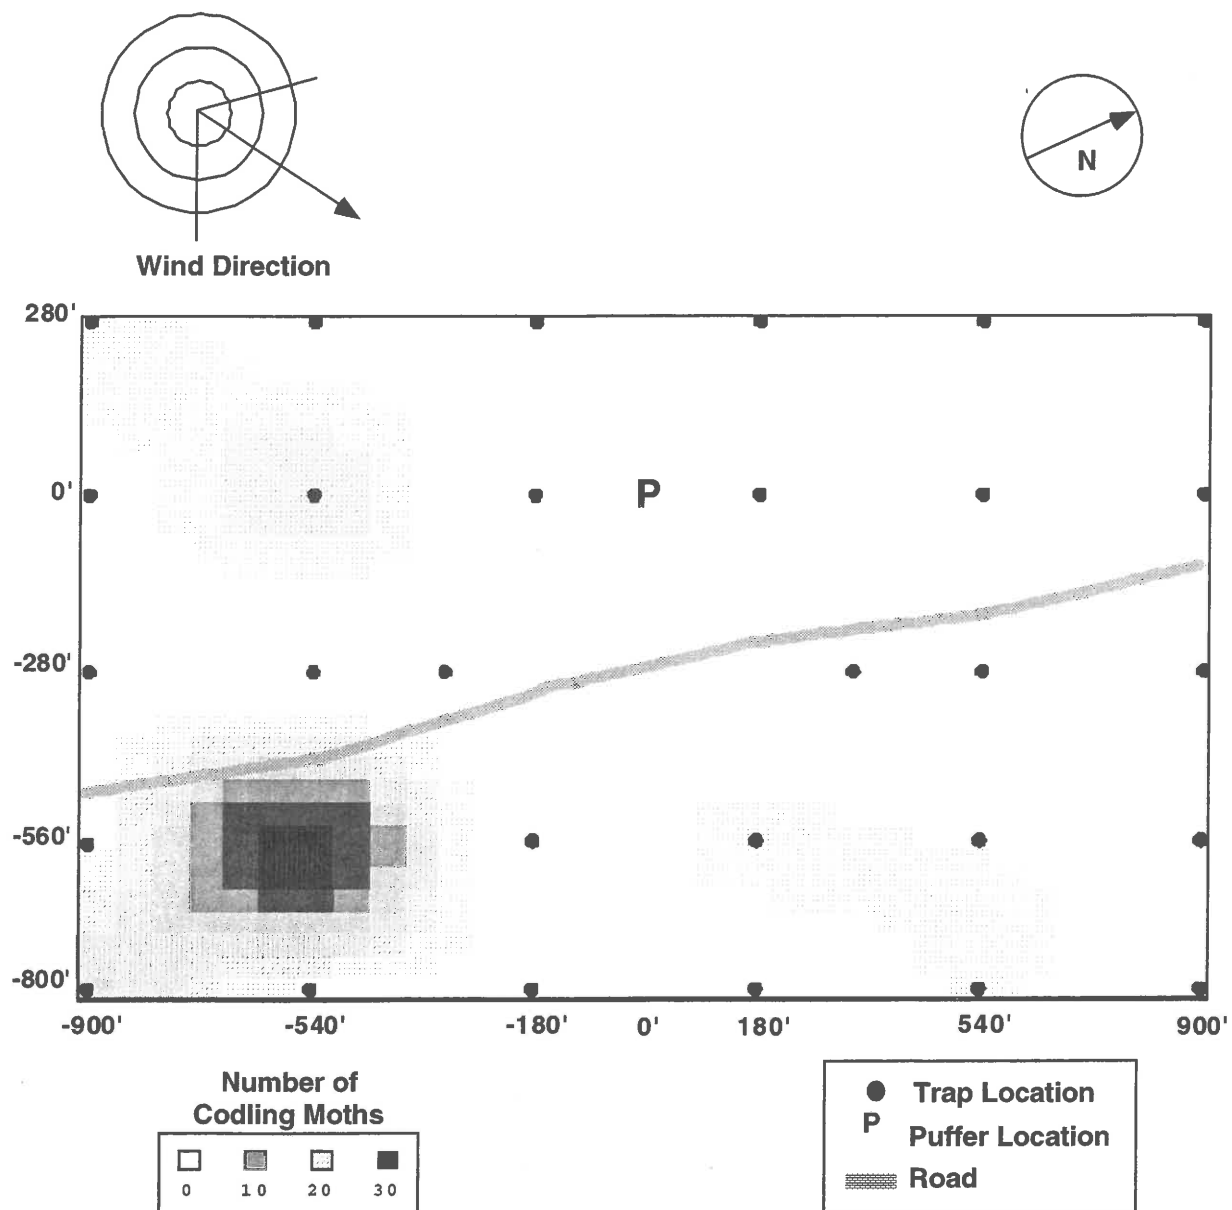 N
Wind Direction
280'
0'
P
-280'
-560'
-800'
-900' -540' -180' 0' 180' 540' 900'
Number of
Codling Moths
0 10 20 30
Trap Location
P Puffer Location
Road